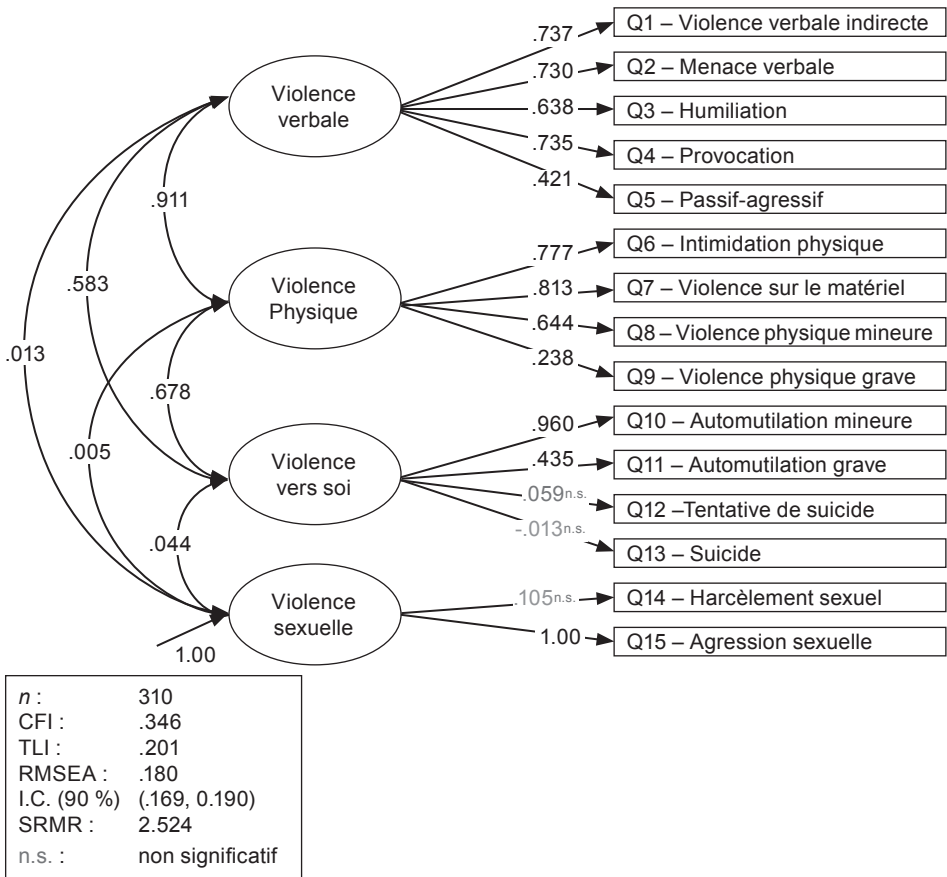 .737
Q1 – Violence verbale indirecte
.730
Q2 – Menace verbale
Violence
verbale
.638
Q3 – Humiliation
.735
Q4 – Provocation
.421
Q5 – Passif-agressif
.911
.777
Q6 – Intimidation physique
.583
Violence
Physique
.813
Q7 – Violence sur le matériel
.644
Q8 – Violence physique mineure
.013
.238
Q9 – Violence physique grave
.678
.960
Q10 – Automutilation mineure
.005
Violence
vers soi
.435
Q11 – Automutilation grave
.059n.s.
Q12 –Tentative de suicide
-.013n.s.
Q13 – Suicide
.044
Violence
sexuelle
.105n.s.
Q14 – Harcèlement sexuel
1.00
Q15 – Agression sexuelle
1.00
n : 310
CFI : .346
TLI : .201
RMSEA : .180
I.C. (90 %) (.169, 0.190)
SRMR : 2.524
n.s. : non significatif